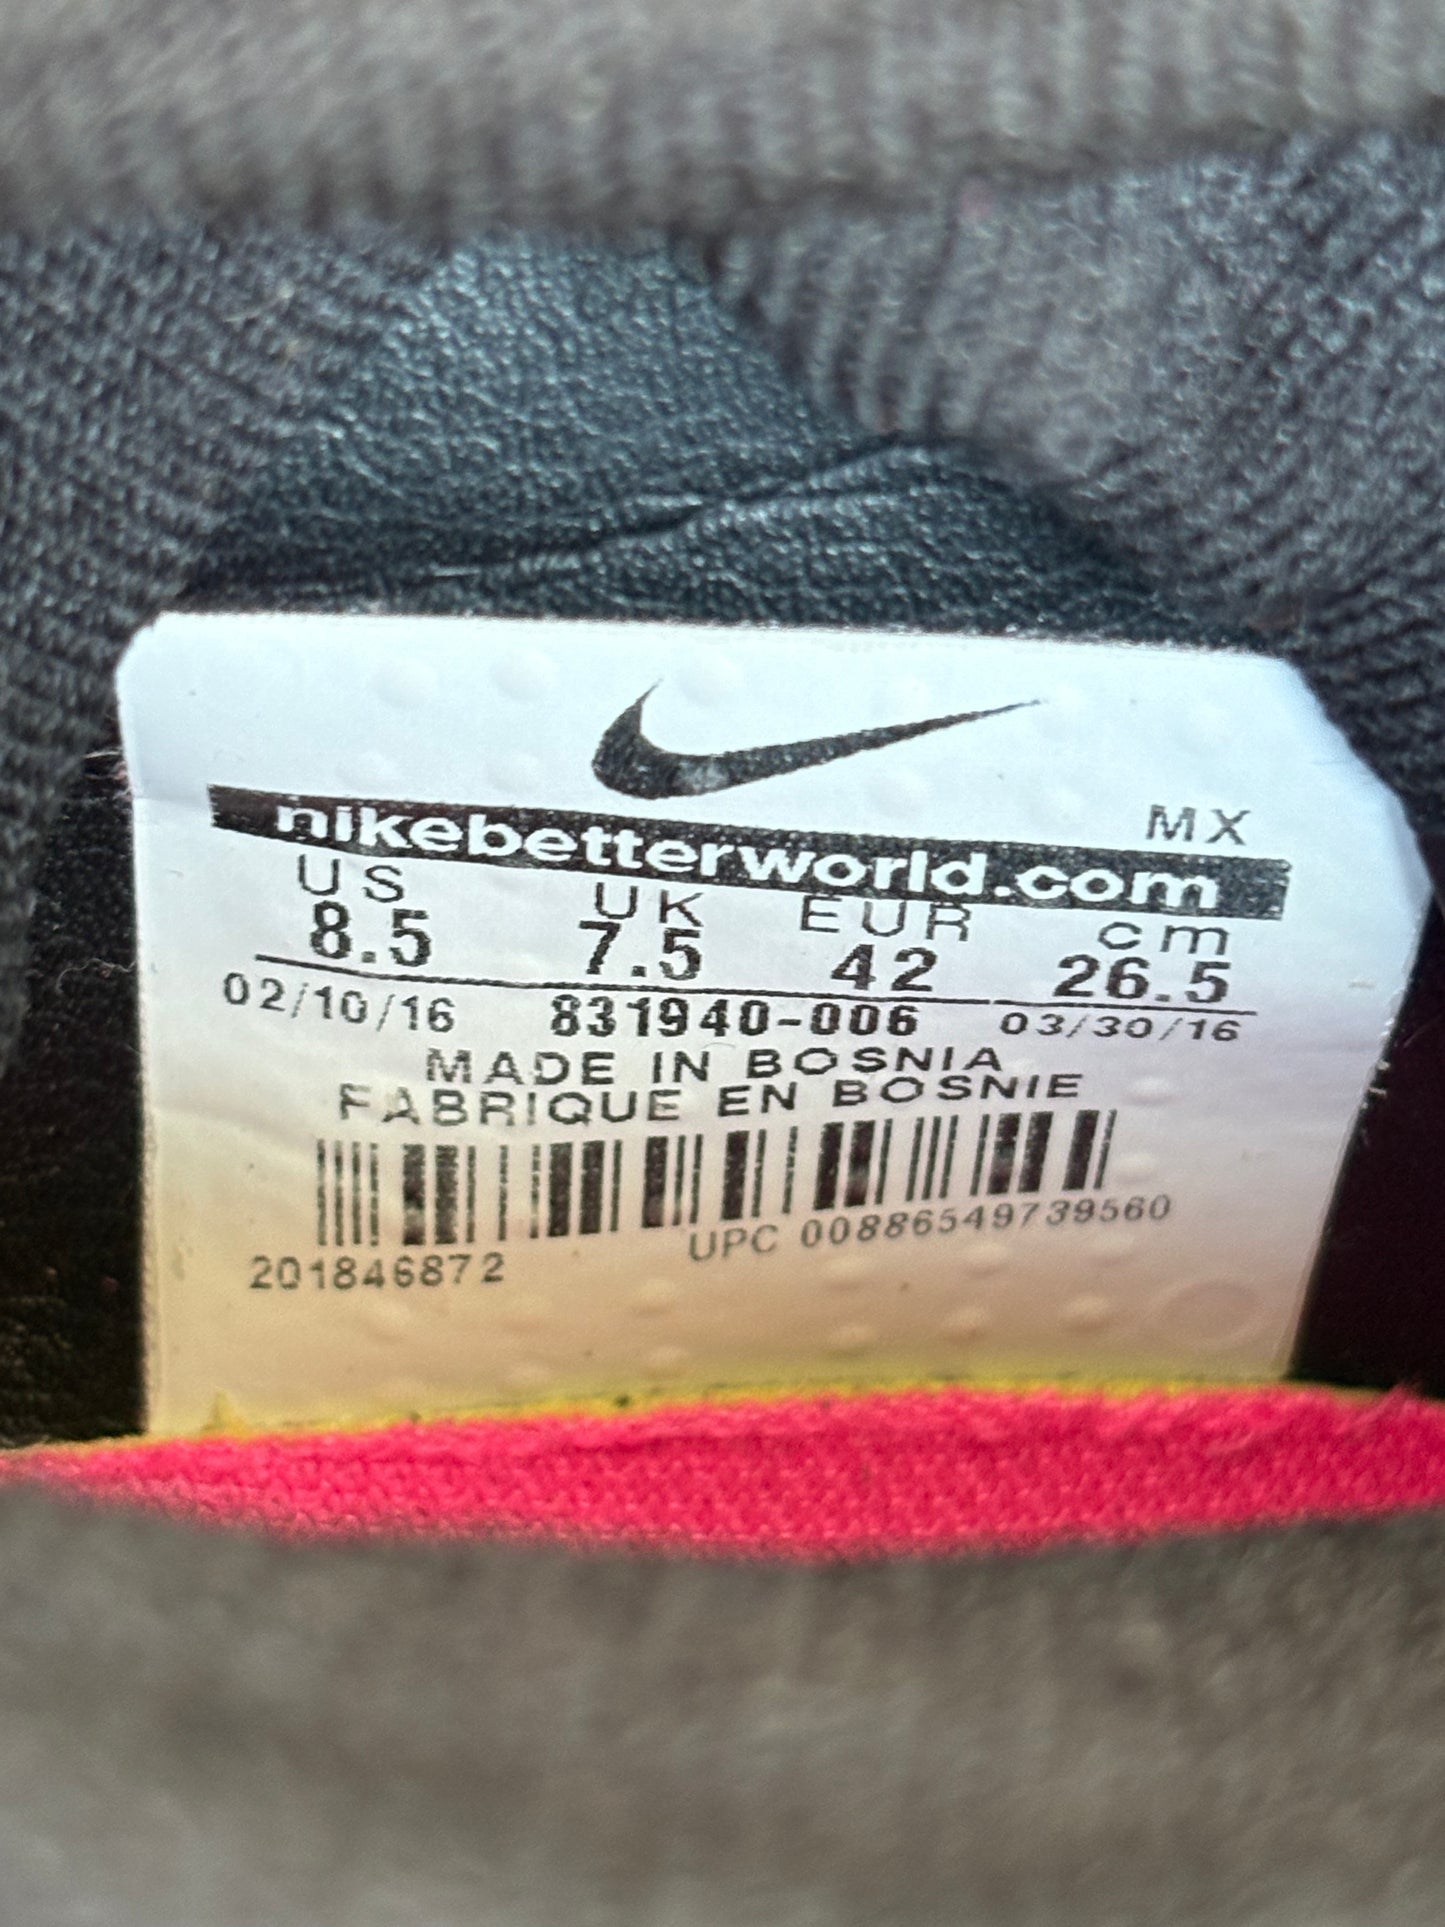 MX
nikebetterworld.com
US UK EUR cm
8.5 7.5 42 26.5
02/10/16 831940-006 03/30/16
MADE IN BOSNIA
FABRIQUE EN BOSNIE
UPC 00886549739560
201846872